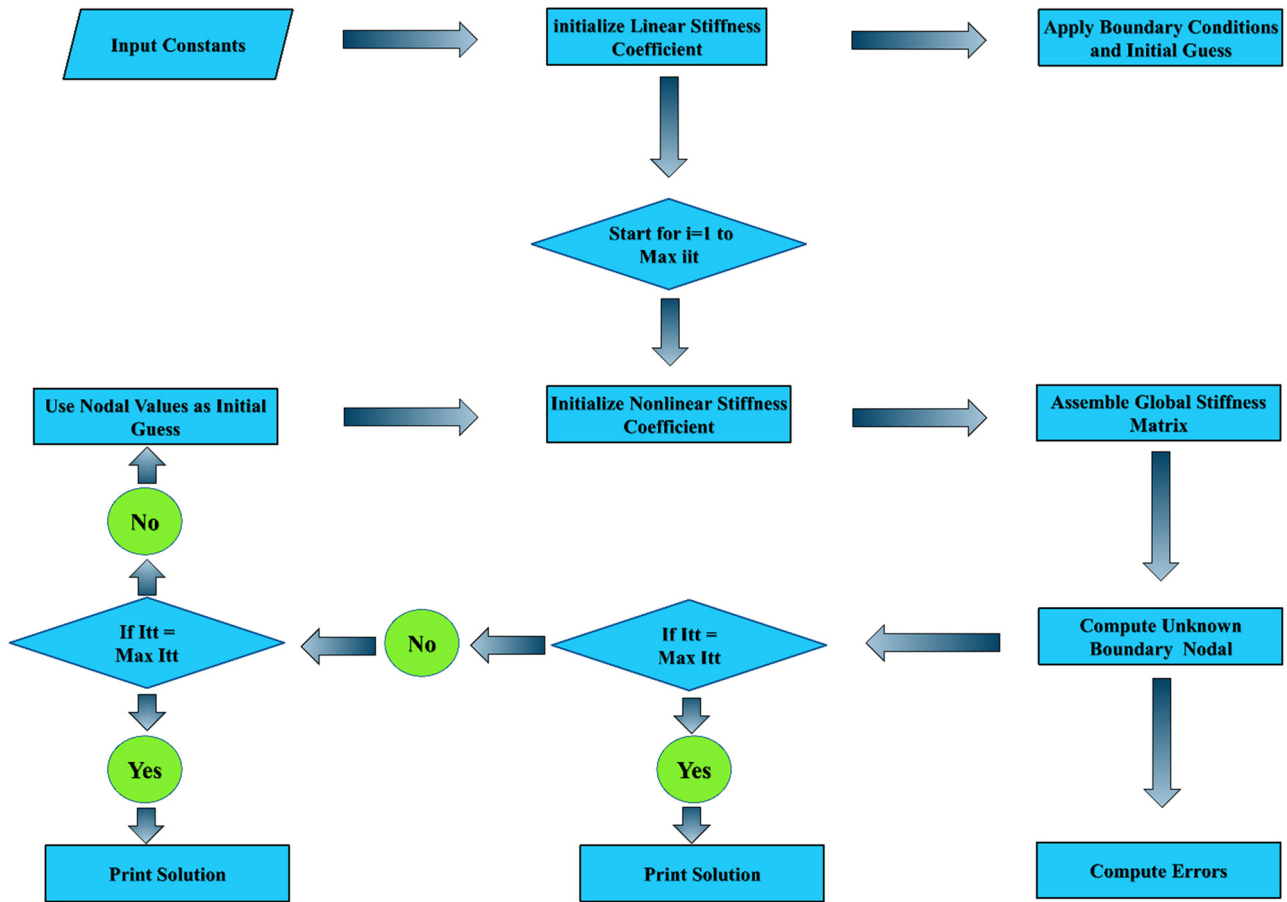 Input Constants
initialize Linear Stiffness
Coefficient
Apply Boundary Conditions
and Initial Guess
Start for i=1 to
Max iit
Use Nodal Values as Initial
Guess
Initialize Nonlinear Stiffness
Coefficient
Assemble Global Stiffness
Matrix
No
If Itt =
Max Itt
No
If Itt =
Max Itt
Compute Unknown
Boundary Nodal
Yes
Yes
Print Solution
Print Solution
Compute Errors